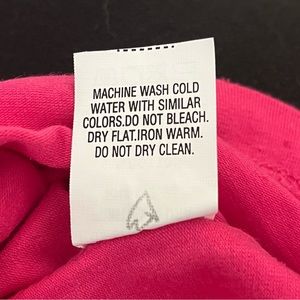 MACHINE WASH COLD
WATER WITH SIMILAR
COLORS.DO NOT BLEACH.
DRY FLAT.IRON WARM.
DO NOT DRY CLEAN.